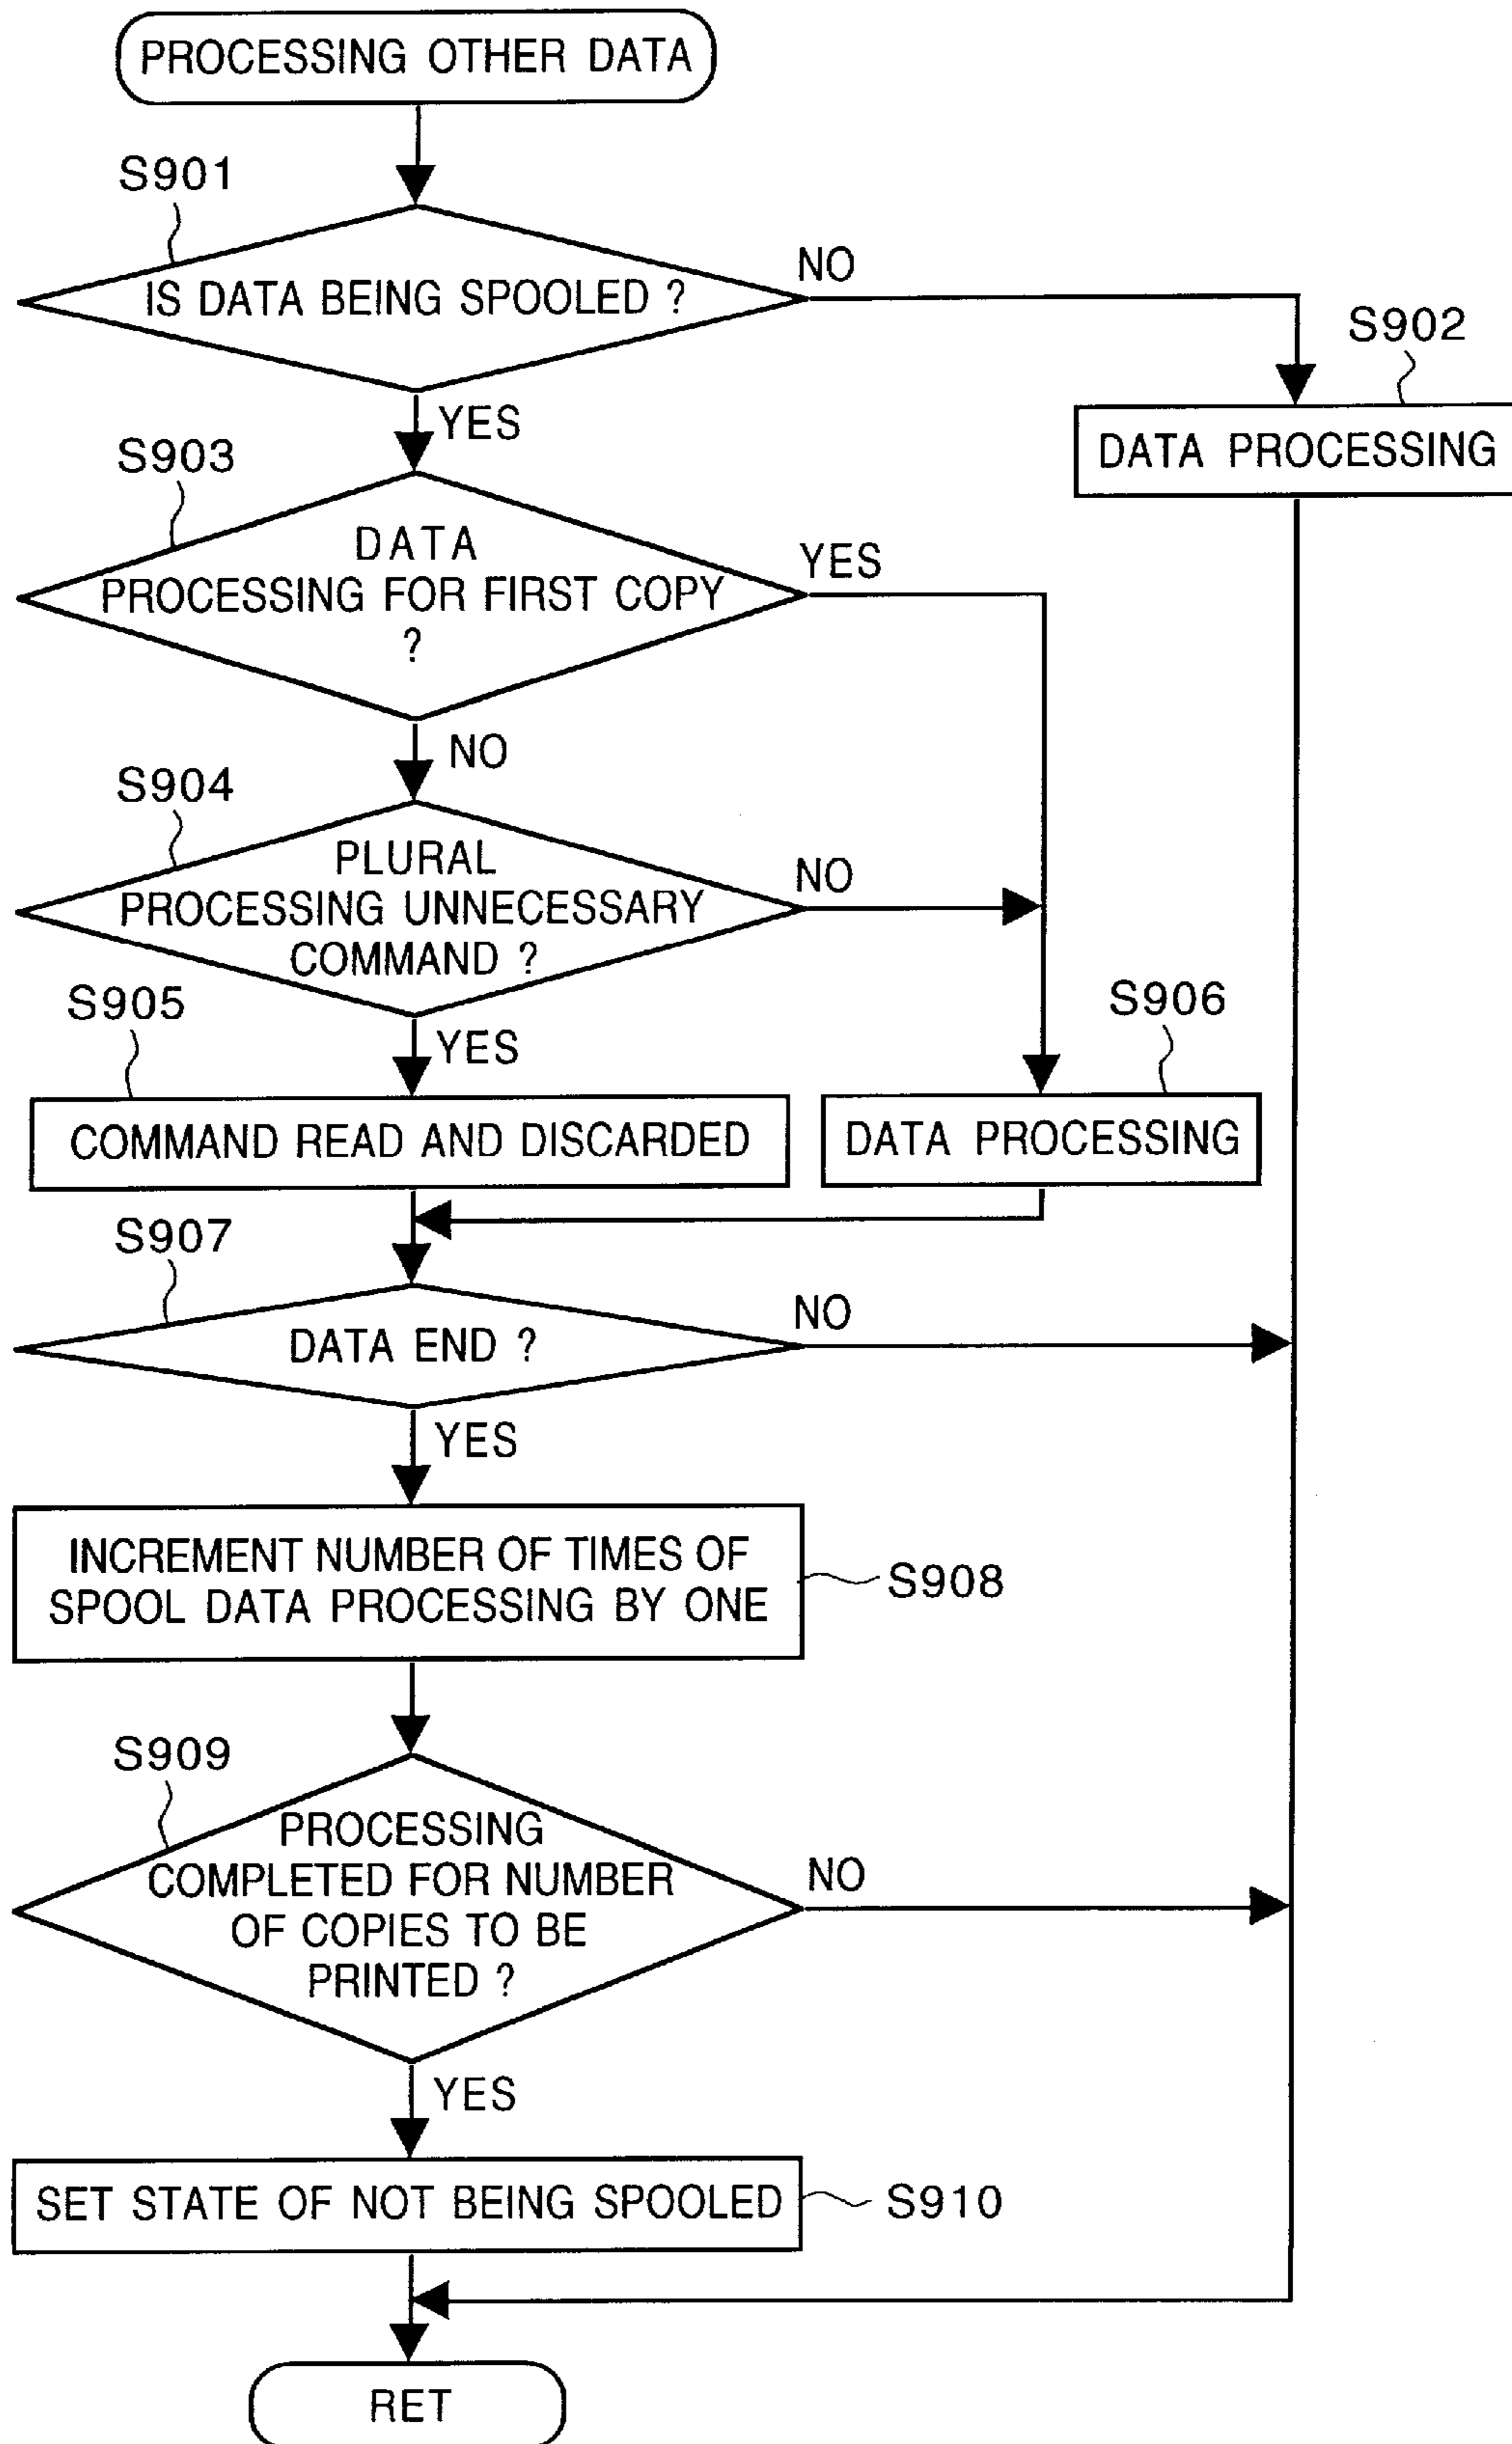 PROCESSING OTHER DATA
S901
IS DATA BEING SPOOLED ?
NO
S902
DATA PROCESSING
YES
S903
DATA
PROCESSING FOR FIRST COPY
?
YES
NO
S904
PLURAL
PROCESSING UNNECESSARY
COMMAND ?
NO
YES
S905
COMMAND READ AND DISCARDED
S906
DATA PROCESSING
S907
DATA END ?
NO
YES
INCREMENT NUMBER OF TIMES OF
SPOOL DATA PROCESSING BY ONE
S908
S909
PROCESSING
COMPLETED FOR NUMBER
OF COPIES TO BE
PRINTED ?
NO
YES
SET STATE OF NOT BEING SPOOLED
S910
RET